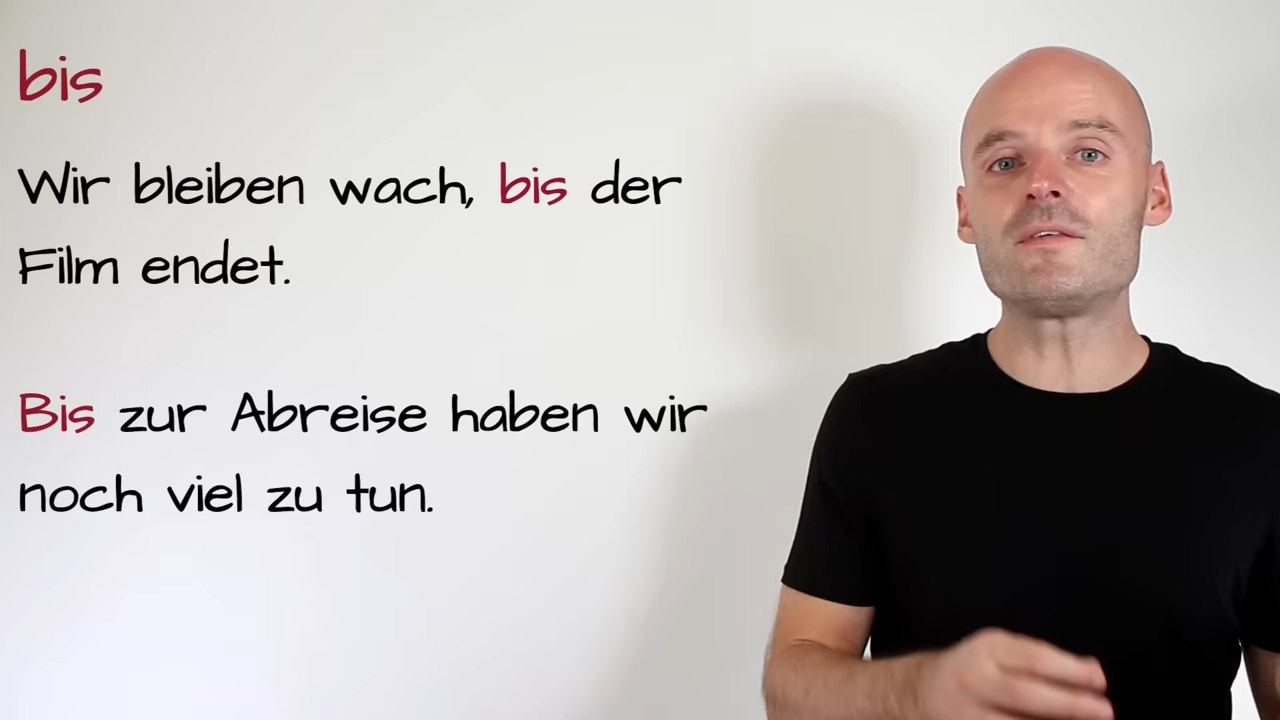 bis
Wir bleiben wach, bis der
Film endet.
Bis zur Abreise haben wir
noch viel zu tun.